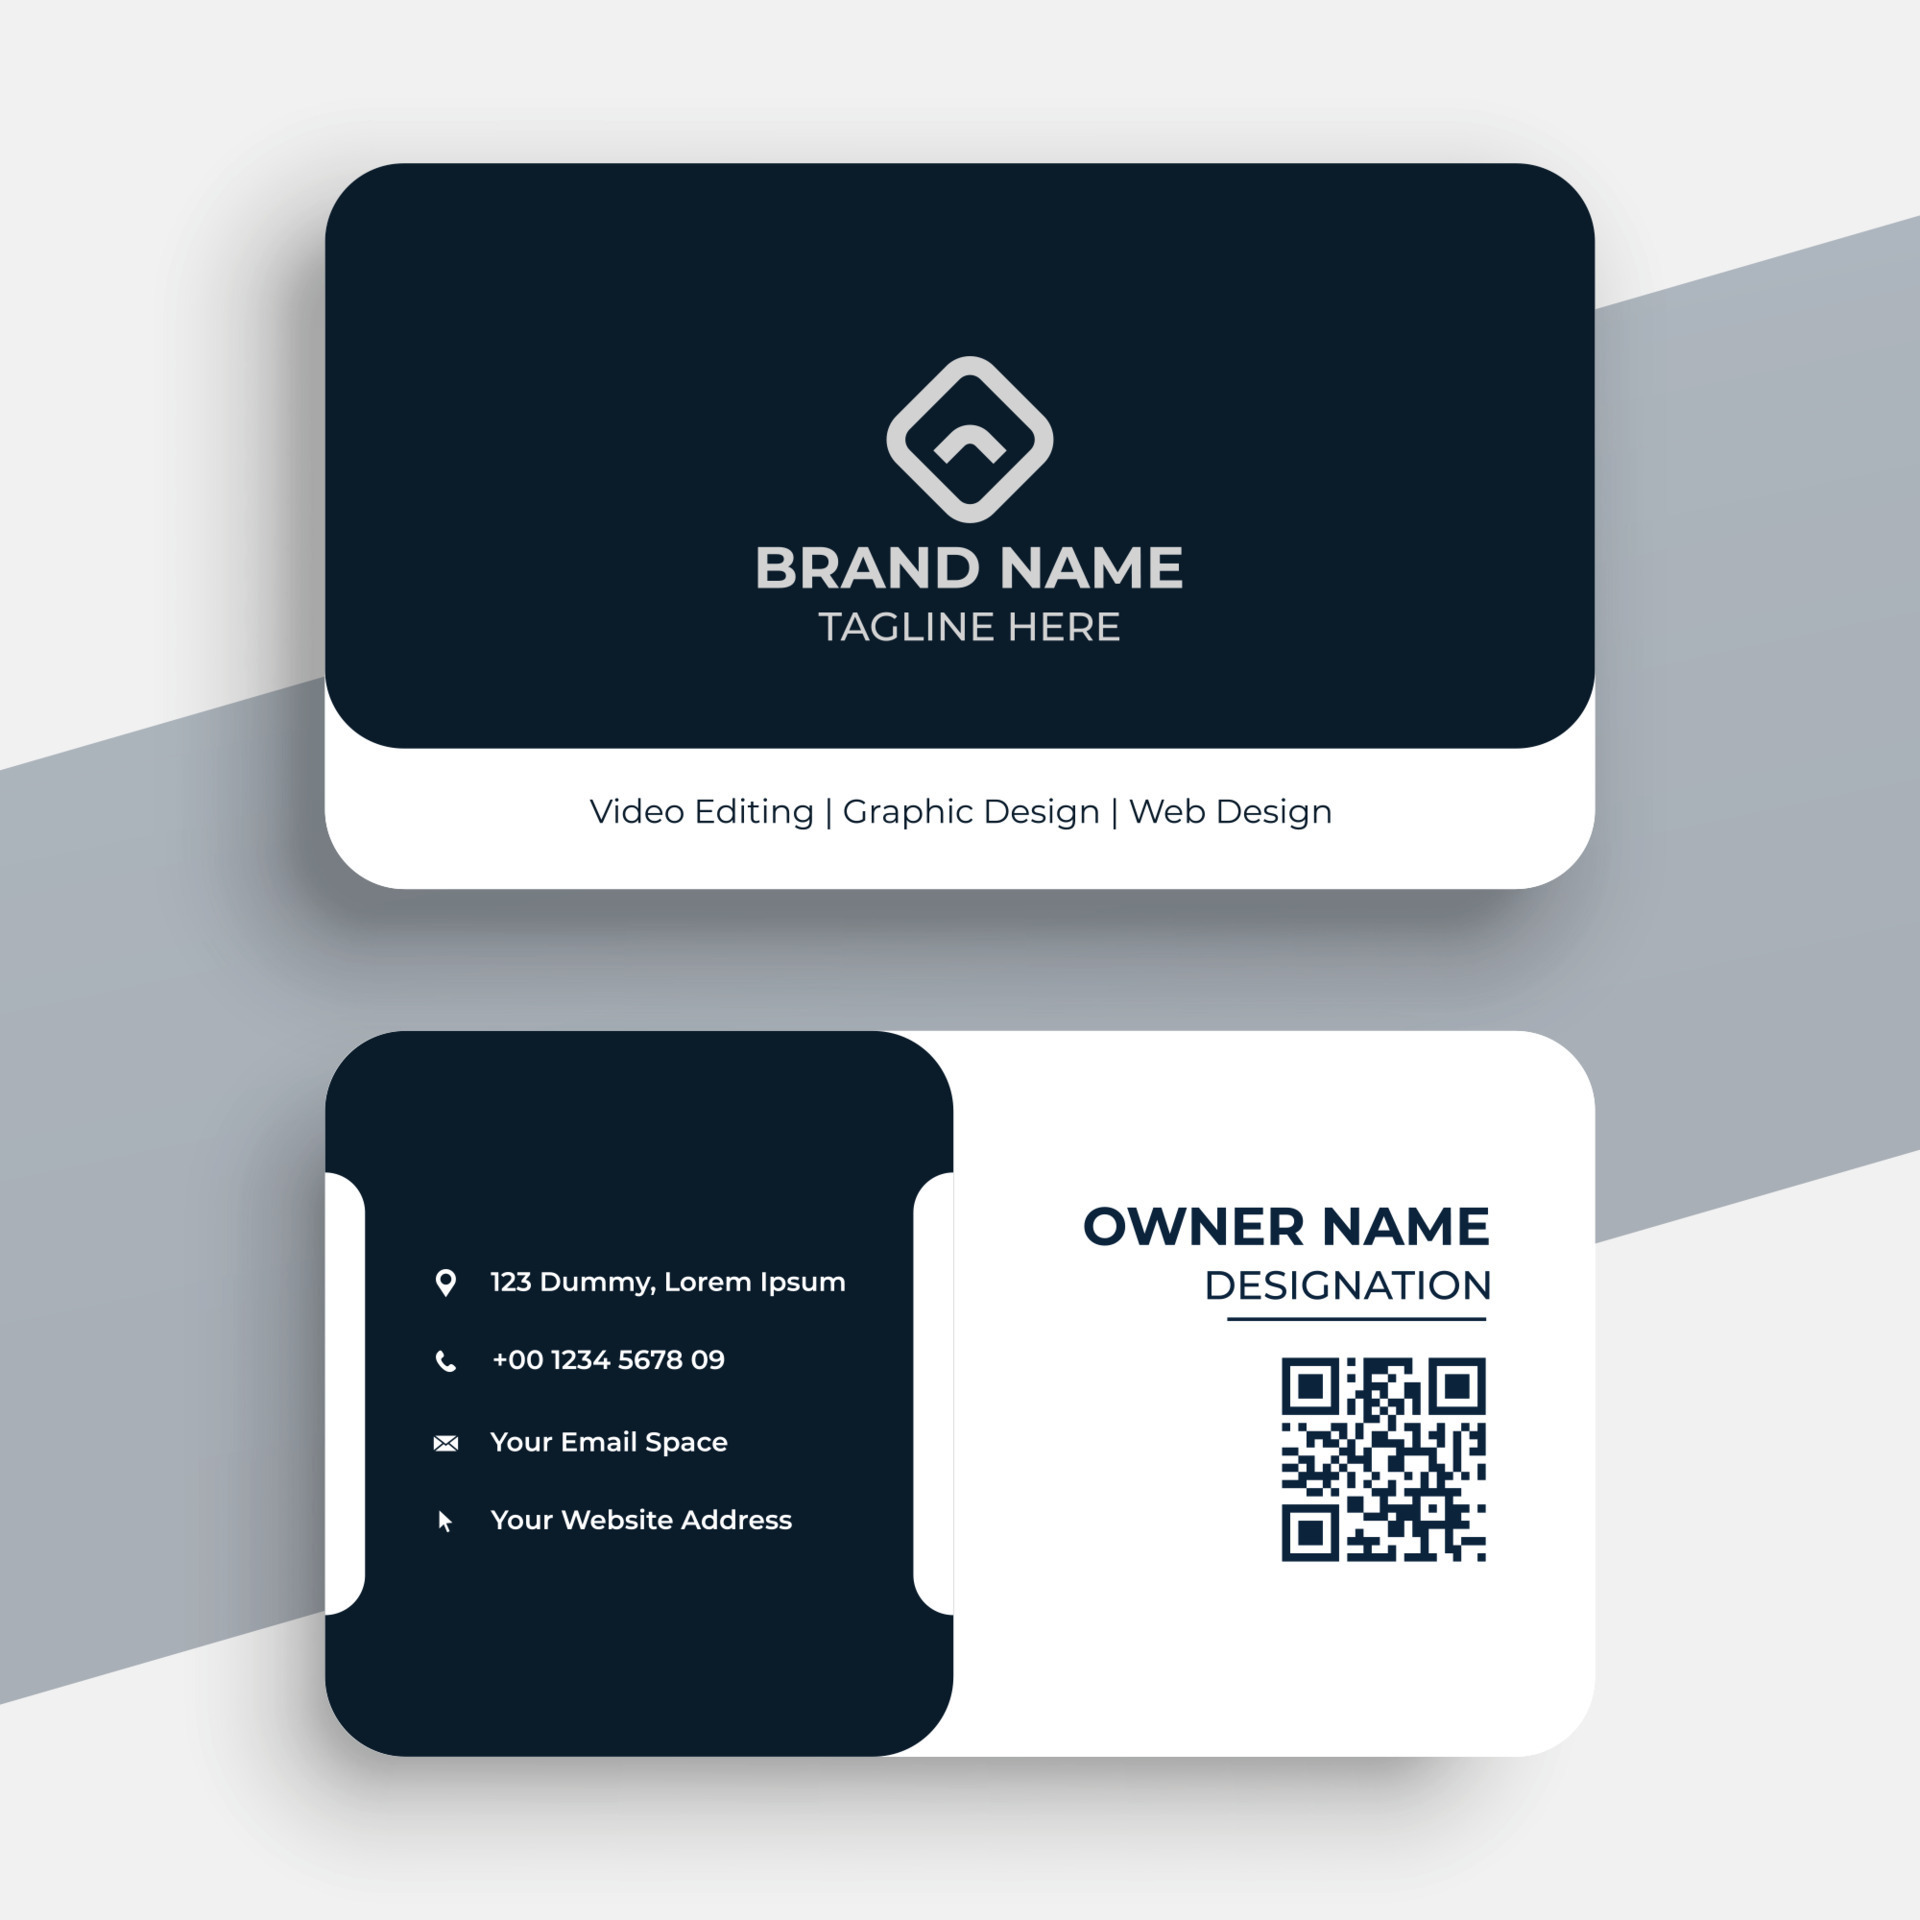 BRAND NAME
TAGLINE HERE
Video Editing | Graphic Design | Web Design
123 Dummy, Lorem Ipsum
+00 1234 5678 09
Your Email Space
Your Website Address
OWNER NAME
DESIGNATION